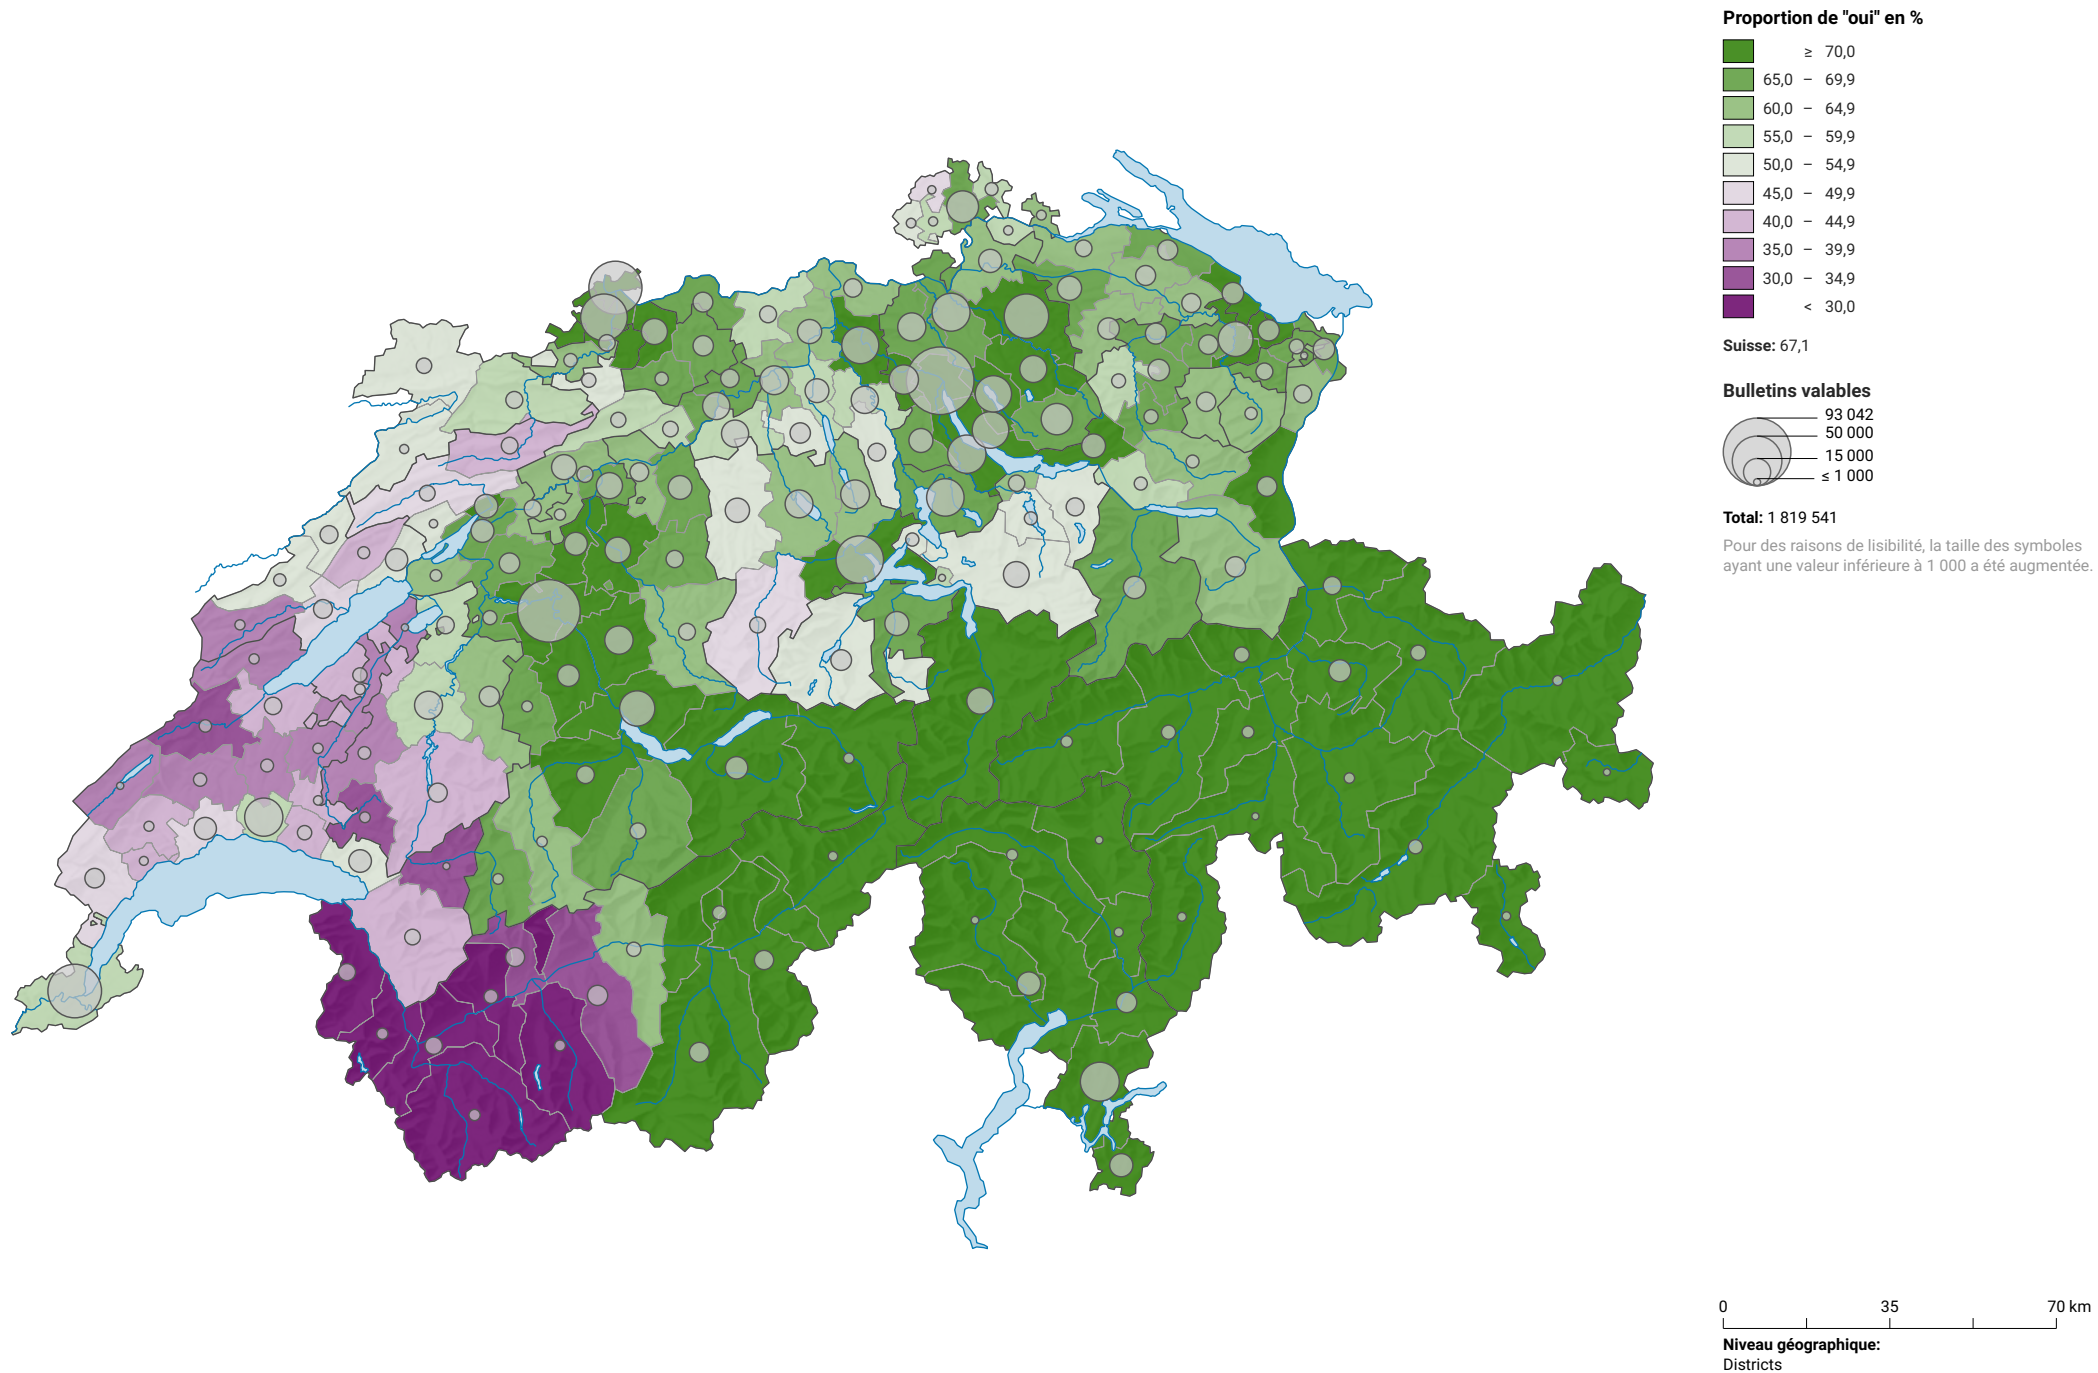 Proportion de "oui" en %
≥ 70,0
65,0 – 69,9
60,0 – 64,9
55,0 – 59,9
50,0 – 54,9
45,0 – 49,9
40,0 – 44,9
35,0 – 39,9
30,0 – 34,9
< 30,0
Suisse: 67,1
Bulletins valables
93 042
50 000
15 000
≤ 1 000
Total: 1 819 541
Pour des raisons de lisibilité, la taille des symboles
ayant une valeur inférieure à 1 000 a été augmentée.
0 35 70 km
Niveau géographique:
Districts